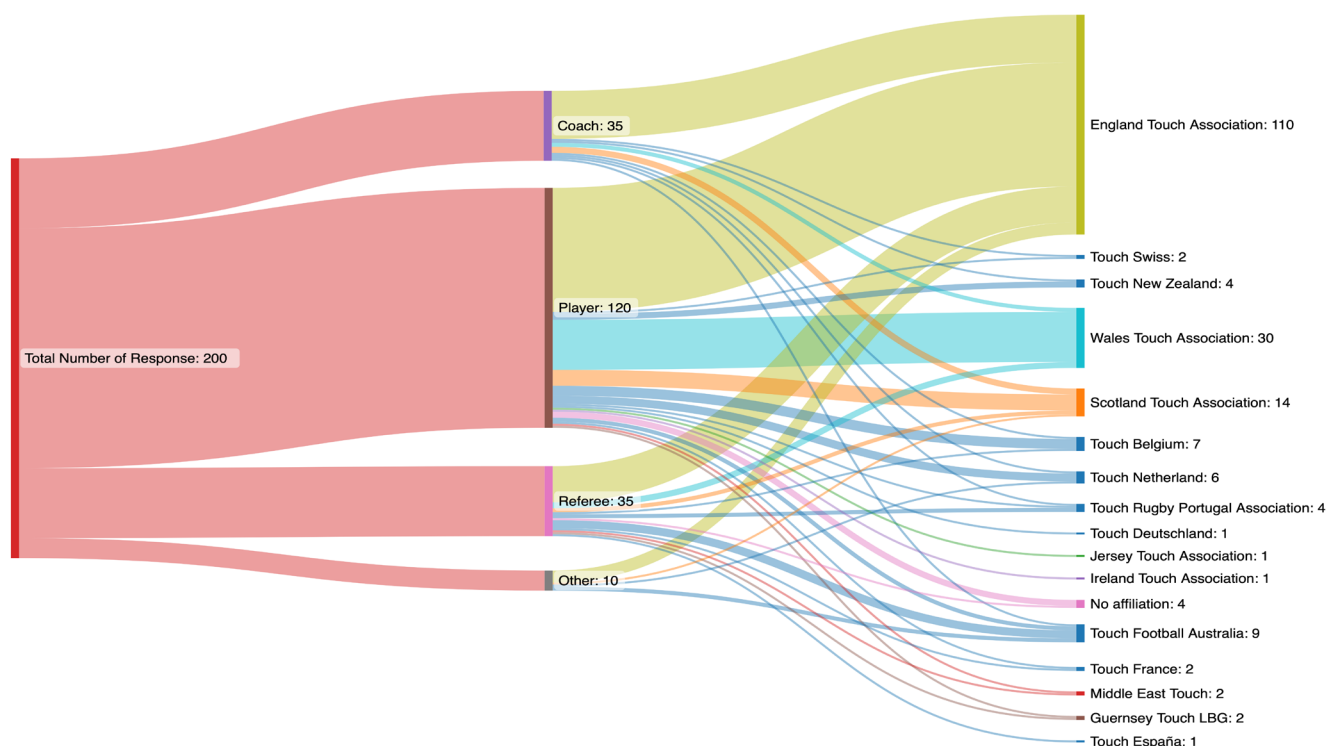 Total Number of Response: 200
Coach: 35
Player: 120
Referee: 35
Other: 10
England Touch Association: 110
Touch Swiss: 2
Touch New Zealand: 4
Wales Touch Association: 30
Scotland Touch Association: 14
Touch Belgium: 7
Touch Netherland: 6
Touch Rugby Portugal Association: 4
Touch Deutschland: 1
Jersey Touch Association: 1
Ireland Touch Association: 1
No affiliation: 4
Touch Football Australia: 9
Touch France: 2
Middle East Touch: 2
Guernsey Touch LBG: 2
Touch España: 1